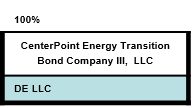 100%
CenterPoint Energy Transition
Bond Company III, LLC
DE LLC